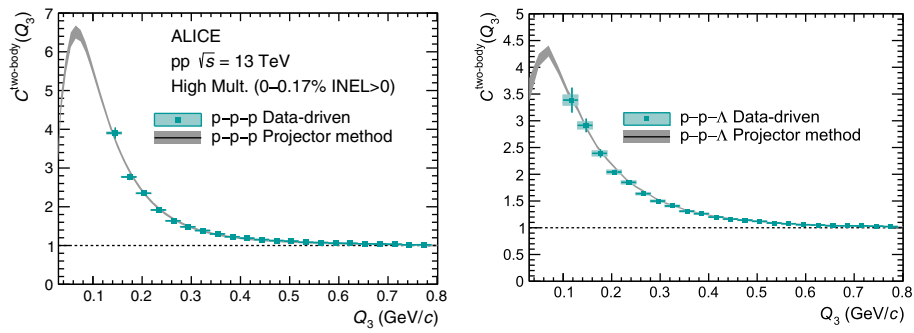 C^two-body(Q₃)
7
6
5
4
3
2
1
0
ALICE
pp √s = 13 TeV
High Mult. (0–0.17% INEL>0)
p–p–p Data-driven
p–p–p Projector method
0.1 0.2 0.3 0.4 0.5 0.6 0.7 0.8
Q₃ (GeV/c)
C^two-body(Q₃)
5
4.5
4
3.5
3
2.5
2
1.5
1
0.5
0
p–p–Λ Data-driven
p–p–Λ Projector method
0.1 0.2 0.3 0.4 0.5 0.6 0.7 0.8
Q₃ (GeV/c)